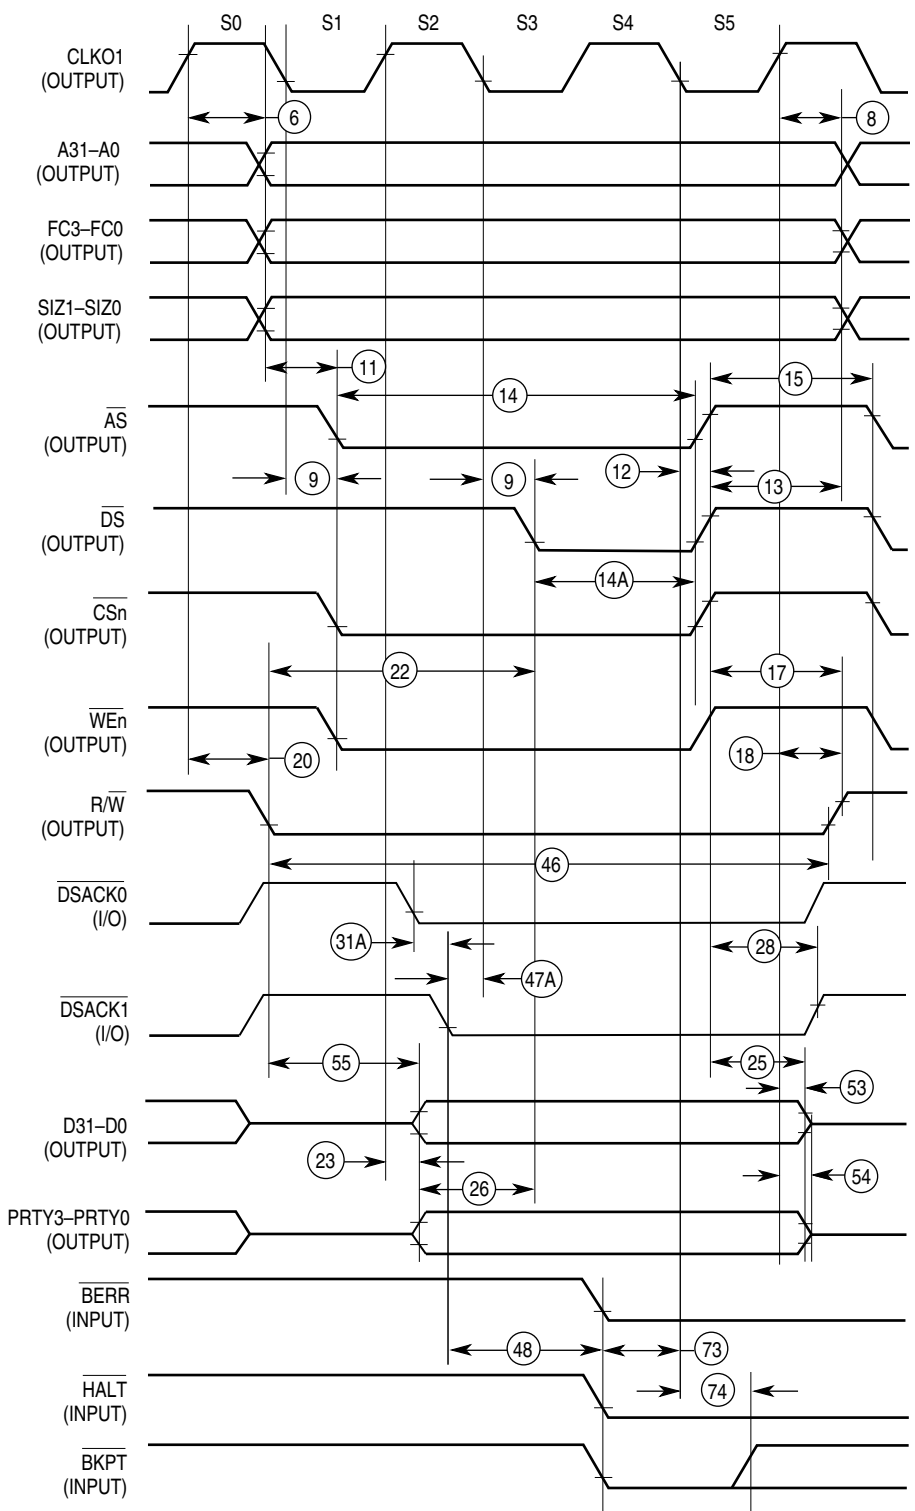 S0 S1 S2 S3 S4 S5
CLKO1
(OUTPUT)
6 8
A31–A0
(OUTPUT)
FC3–FC0
(OUTPUT)
SIZ1–SIZ0
(OUTPUT)
11 14 15
AS
(OUTPUT)
9 9 12 13
DS
(OUTPUT)
14A
CSn
(OUTPUT)
22 17
WEn
(OUTPUT)
20 18
R/W
(OUTPUT)
46
DSACK0
(I/O)
31A 28
47A
DSACK1
(I/O)
55 25
53
D31–D0
(OUTPUT)
23 26 54
PRTY3–PRTY0
(OUTPUT)
BERR
(INPUT)
48 73
HALT
(INPUT)
74
BKPT
(INPUT)